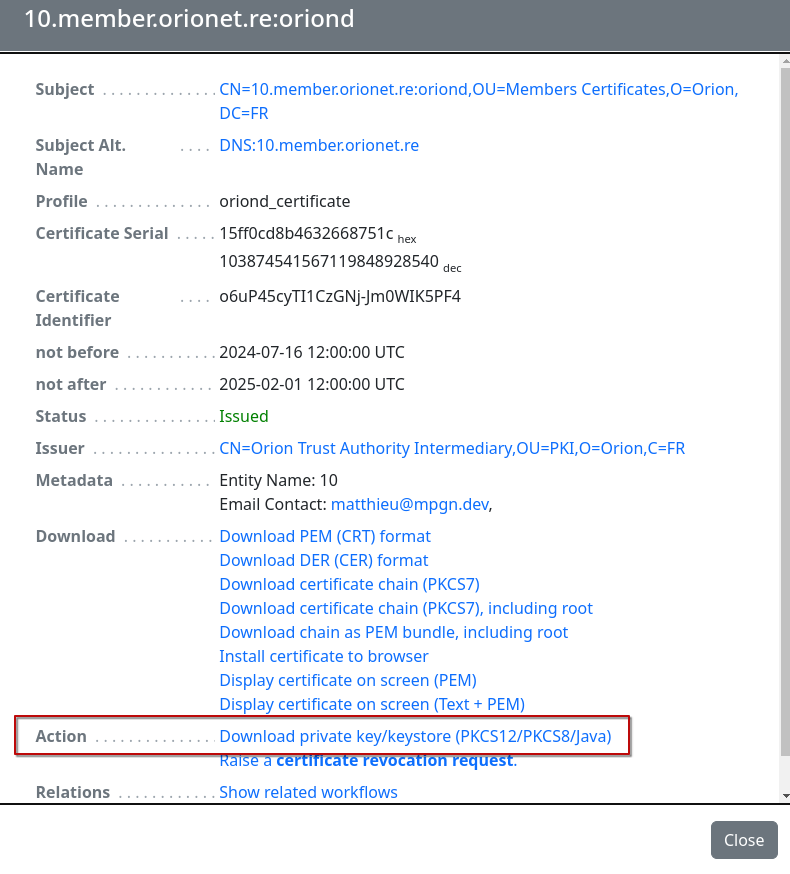 10.member.orionet.re:oriond
Subject .............. CN=10.member.orionet.re:oriond,OU=Members Certificates,O=Orion,
DC=FR
Subject Alt. .... DNS:10.member.orionet.re
Name
Profile .............. oriond_certificate
Certificate Serial ..... 15ff0cd8b4632668751c hex
103874541567119848928540 dec
Certificate .... o6uP45cyTI1CzGNj-Jm0WIK5PF4
Identifier
not before ........... 2024-07-16 12:00:00 UTC
not after ............ 2025-02-01 12:00:00 UTC
Status ............... Issued
Issuer ............... CN=Orion Trust Authority Intermediary,OU=PKI,O=Orion,C=FR
Metadata ........... Entity Name: 10
Email Contact: matthieu@mpgn.dev,
Download ........... Download PEM (CRT) format
Download DER (CER) format
Download certificate chain (PKCS7)
Download certificate chain (PKCS7), including root
Download chain as PEM bundle, including root
Install certificate to browser
Display certificate on screen (PEM)
Display certificate on screen (Text + PEM)
Action .............. Download private key/keystore (PKCS12/PKCS8/Java)
Raise a certificate revocation request.
Relations ............ Show related workflows
Close